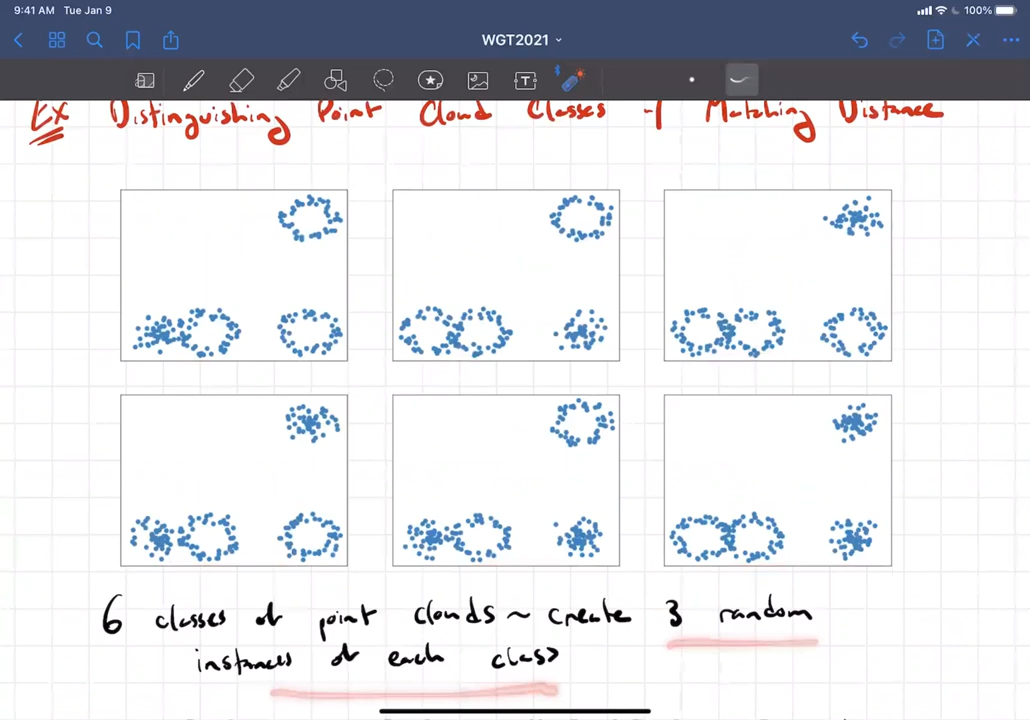 9:41 AM Tue Jan 9
100%
WGT2021
Ex Distinguishing Point Cloud Classes - Matching Distance
6 classes of point clouds ~ create 3 random
instances of each class